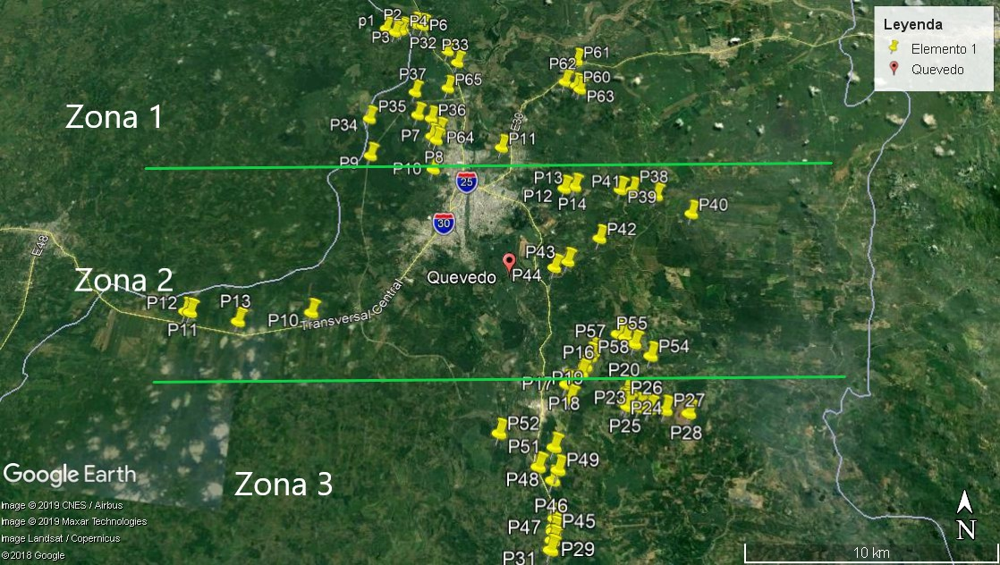 Leyenda
Elemento 1
Quevedo
p1
P2
P4
P6
P3
P32
P33
P61
P62
P60
P63
P37
P65
P35
P36
P34
P7
P64
E38
P11
Zona 1
P9
P8
P10
25
P13
P12
P14
P41
P38
P39
P40
30
P42
E48
P43
Quevedo
P44
Zona 2
P12
P13
P10
Transversal Central
P11
P57
P55
P58
P54
P16
P20
P17
P19
P18
P23
P26
P24
P27
P25
P28
P52
P51
P49
P48
Google Earth
Zona 3
Image © 2019 CNES / Airbus
Image © 2019 Maxar Technologies
Image Landsat / Copernicus
©2018 Google
P46
P45
P47
P29
P31
N
10 km